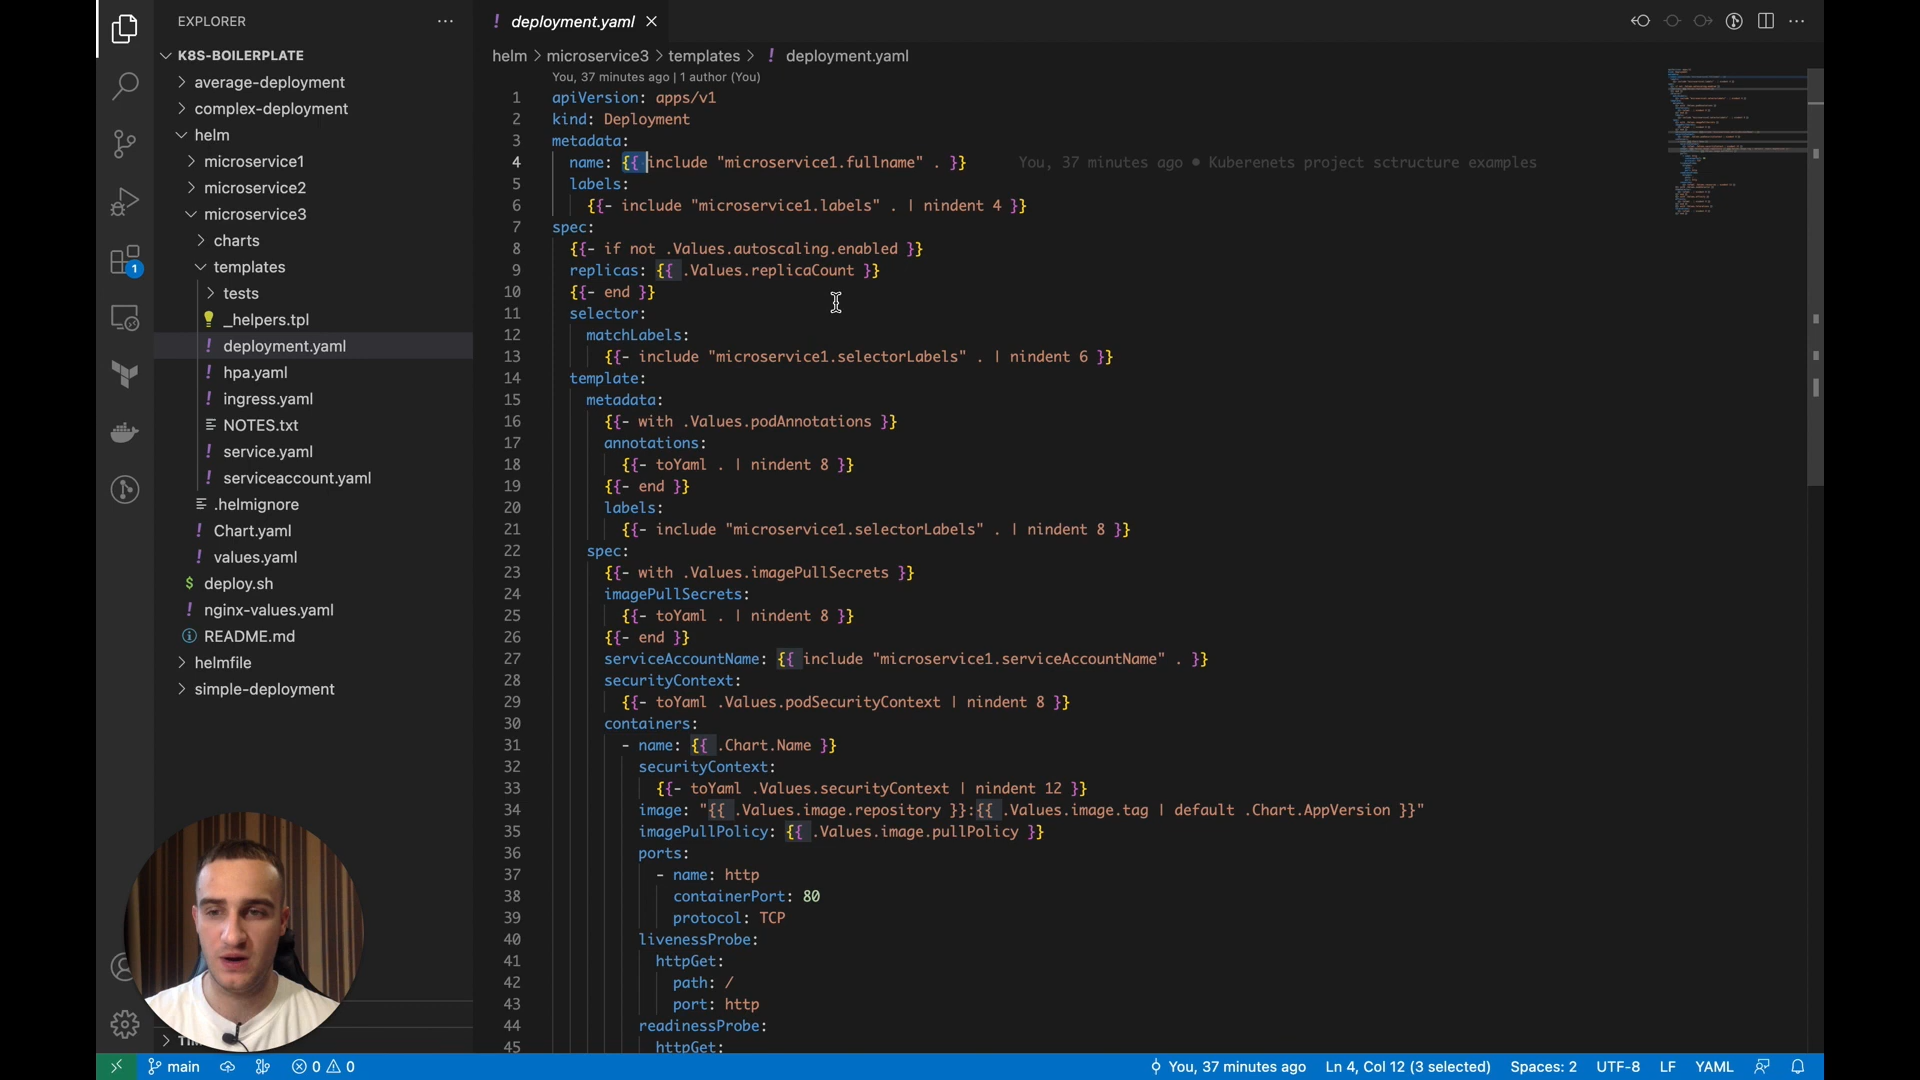 EXPLORER
K8S-BOILERPLATE
average-deployment
complex-deployment
helm
microservice1
microservice2
microservice3
charts
templates
tests
_helpers.tpl
! deployment.yaml
! hpa.yaml
! ingress.yaml
NOTES.txt
! service.yaml
! serviceaccount.yaml
.helmignore
! Chart.yaml
! values.yaml
$ deploy.sh
! nginx-values.yaml
README.md
helmfile
simple-deployment
1
! deployment.yaml
helm > microservice3 > templates > ! deployment.yaml
You, 37 minutes ago | 1 author (You)
1 apiVersion: apps/v1
2 kind: Deployment
3 metadata:
4 name: {{ include "microservice1.fullname" . }} You, 37 minutes ago • Kuberenets project sctructure examples
5 labels:
6 {{- include "microservice1.labels" . | nindent 4 }}
7 spec:
8 {{- if not .Values.autoscaling.enabled }}
9 replicas: {{ .Values.replicaCount }}
10 {{- end }}
11 selector:
12 matchLabels:
13 {{- include "microservice1.selectorLabels" . | nindent 6 }}
14 template:
15 metadata:
16 {{- with .Values.podAnnotations }}
17 annotations:
18 {{- toYaml . | nindent 8 }}
19 {{- end }}
20 labels:
21 {{- include "microservice1.selectorLabels" . | nindent 8 }}
22 spec:
23 {{- with .Values.imagePullSecrets }}
24 imagePullSecrets:
25 {{- toYaml . | nindent 8 }}
26 {{- end }}
27 serviceAccountName: {{ include "microservice1.serviceAccountName" . }}
28 securityContext:
29 {{- toYaml .Values.podSecurityContext | nindent 8 }}
30 containers:
31 - name: {{ .Chart.Name }}
32 securityContext:
33 {{- toYaml .Values.securityContext | nindent 12 }}
34 image: "{{ .Values.image.repository }}:{{ .Values.image.tag | default .Chart.AppVersion }}"
35 imagePullPolicy: {{ .Values.image.pullPolicy }}
36 ports:
37 - name: http
38 containerPort: 80
39 protocol: TCP
40 livenessProbe:
41 httpGet:
42 path: /
43 port: http
44 readinessProbe:
45 httpGet:
main
0 0
You, 37 minutes ago
Ln 4, Col 12 (3 selected)
Spaces: 2
UTF-8
LF
YAML